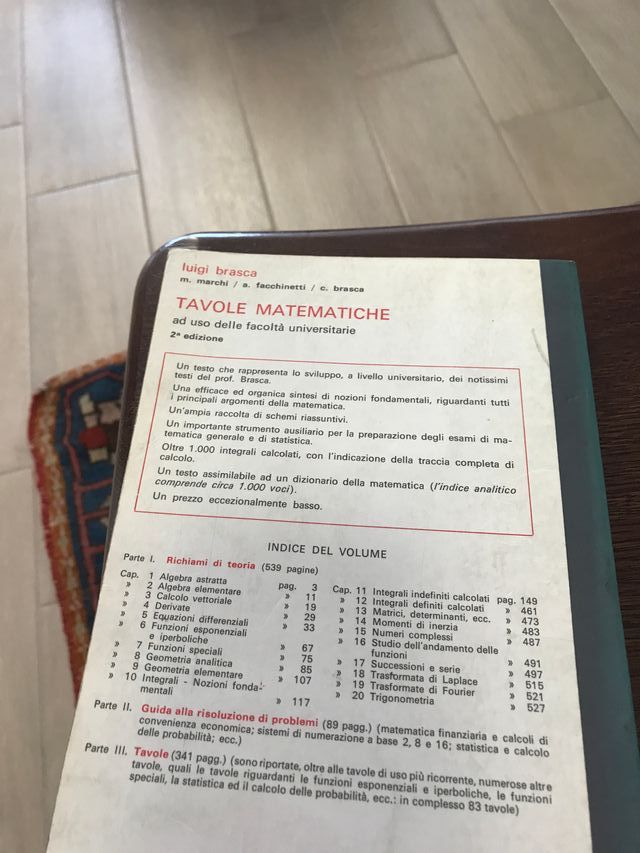 luigi brasca
m. marchi / a. facchinetti / c. brasca
TAVOLE MATEMATICHE
ad uso delle facoltà universitarie
2ª edizione
Un testo che rappresenta lo sviluppo, a livello universitario, dei notissimi
testi del prof. Brasca.
Una efficace ed organica sintesi di nozioni fondamentali, riguardanti tutti
i principali argomenti della matematica.
Un'ampia raccolta di schemi riassuntivi.
Un importante strumento ausiliario per la preparazione degli esami di ma-
tematica generale e di statistica.
Oltre 1.000 integrali calcolati, con l'indicazione della traccia completa di
calcolo.
Un testo assimilabile ad un dizionario della matematica (l'indice analitico
comprende circa 1.000 voci).
Un prezzo eccezionalmente basso.
INDICE DEL VOLUME
Parte I. Richiami di teoria (539 pagine)
Cap. 1 Algebra astratta pag. 3
» 2 Algebra elementare » 11
» 3 Calcolo vettoriale » 19
» 4 Derivate » 29
» 5 Equazioni differenziali » 33
» 6 Funzioni esponenziali
e iperboliche » 67
» 7 Funzioni speciali » 75
» 8 Geometria analitica » 85
» 9 Geometria elementare » 107
» 10 Integrali - Nozioni fonda-
mentali » 117
Cap. 11 Integrali indefiniti calcolati pag. 149
» 12 Integrali definiti calcolati » 461
» 13 Matrici, determinanti, ecc. » 473
» 14 Momenti di inerzia » 483
» 15 Numeri complessi » 487
» 16 Studio dell'andamento delle
funzioni » 491
» 17 Successioni e serie » 497
» 18 Trasformata di Laplace » 515
» 19 Trasformate di Fourier » 521
» 20 Trigonometria » 527
Parte II. Guida alla risoluzione di problemi (89 pagg.) (matematica finanziaria e calcoli di
convenienza economica; sistemi di numerazione a base 2, 8 e 16; statistica e calcolo
delle probabilità; ecc.)
Parte III. Tavole (341 pagg.) (sono riportate, oltre alle tavole di uso più ricorrente, numerose altre
tavole, quali le tavole riguardanti le funzioni esponenziali e iperboliche, le funzioni
speciali, la statistica ed il calcolo delle probabilità, ecc.: in complesso 83 tavole)